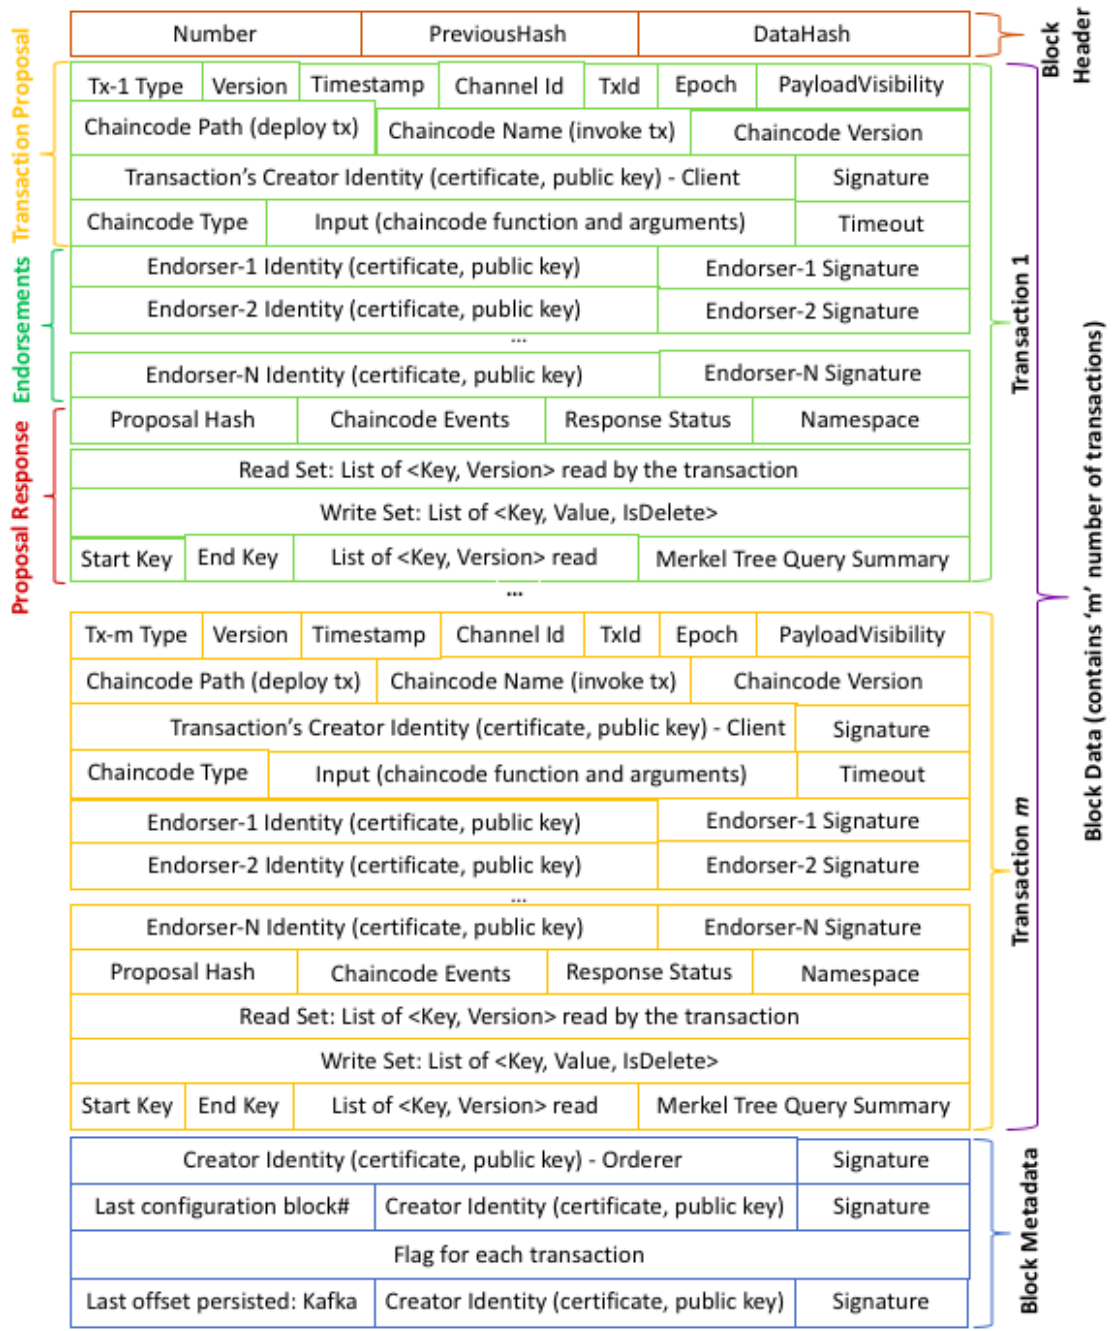 Number PreviousHash DataHash
Block Header
Transaction Proposal
Tx-1 Type Version Timestamp Channel Id TxId Epoch PayloadVisibility
Chaincode Path (deploy tx) Chaincode Name (invoke tx) Chaincode Version
Transaction's Creator Identity (certificate, public key) - Client Signature
Chaincode Type Input (chaincode function and arguments) Timeout
Endorsements
Endorser-1 Identity (certificate, public key) Endorser-1 Signature
Endorser-2 Identity (certificate, public key) Endorser-2 Signature
...
Endorser-N Identity (certificate, public key) Endorser-N Signature
Proposal Response
Proposal Hash Chaincode Events Response Status Namespace
Read Set: List of <Key, Version> read by the transaction
Write Set: List of <Key, Value, IsDelete>
Start Key End Key List of <Key, Version> read Merkel Tree Query Summary
Transaction 1
...
Tx-m Type Version Timestamp Channel Id TxId Epoch PayloadVisibility
Chaincode Path (deploy tx) Chaincode Name (invoke tx) Chaincode Version
Transaction's Creator Identity (certificate, public key) - Client Signature
Chaincode Type Input (chaincode function and arguments) Timeout
Endorser-1 Identity (certificate, public key) Endorser-1 Signature
Endorser-2 Identity (certificate, public key) Endorser-2 Signature
...
Endorser-N Identity (certificate, public key) Endorser-N Signature
Proposal Hash Chaincode Events Response Status Namespace
Read Set: List of <Key, Version> read by the transaction
Write Set: List of <Key, Value, IsDelete>
Start Key End Key List of <Key, Version> read Merkel Tree Query Summary
Transaction m
Block Data (contains 'm' number of transactions)
Creator Identity (certificate, public key) - Orderer Signature
Last configuration block# Creator Identity (certificate, public key) Signature
Flag for each transaction
Last offset persisted: Kafka Creator Identity (certificate, public key) Signature
Block Metadata